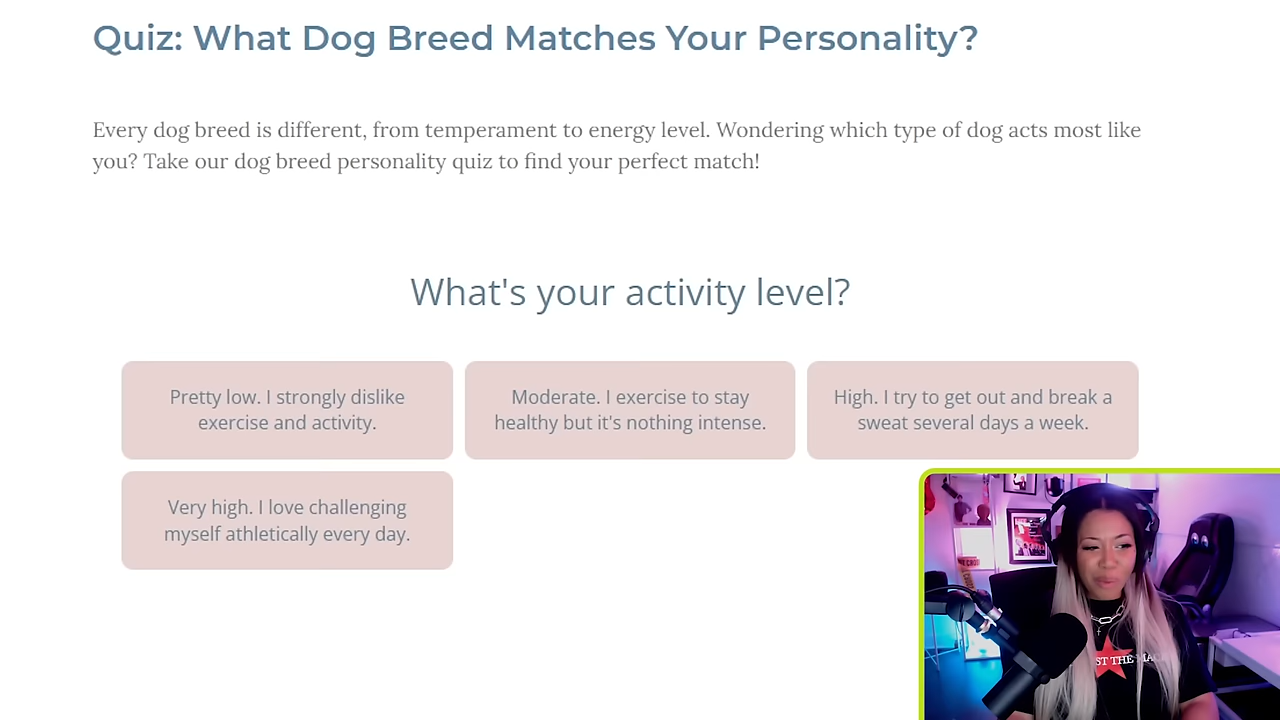 Quiz: What Dog Breed Matches Your Personality?
Every dog breed is different, from temperament to energy level. Wondering which type of dog acts most like
you? Take our dog breed personality quiz to find your perfect match!
What's your activity level?
Pretty low. I strongly dislike
exercise and activity.
Moderate. I exercise to stay
healthy but it's nothing intense.
High. I try to get out and break a
sweat several days a week.
Very high. I love challenging
myself athletically every day.
THE